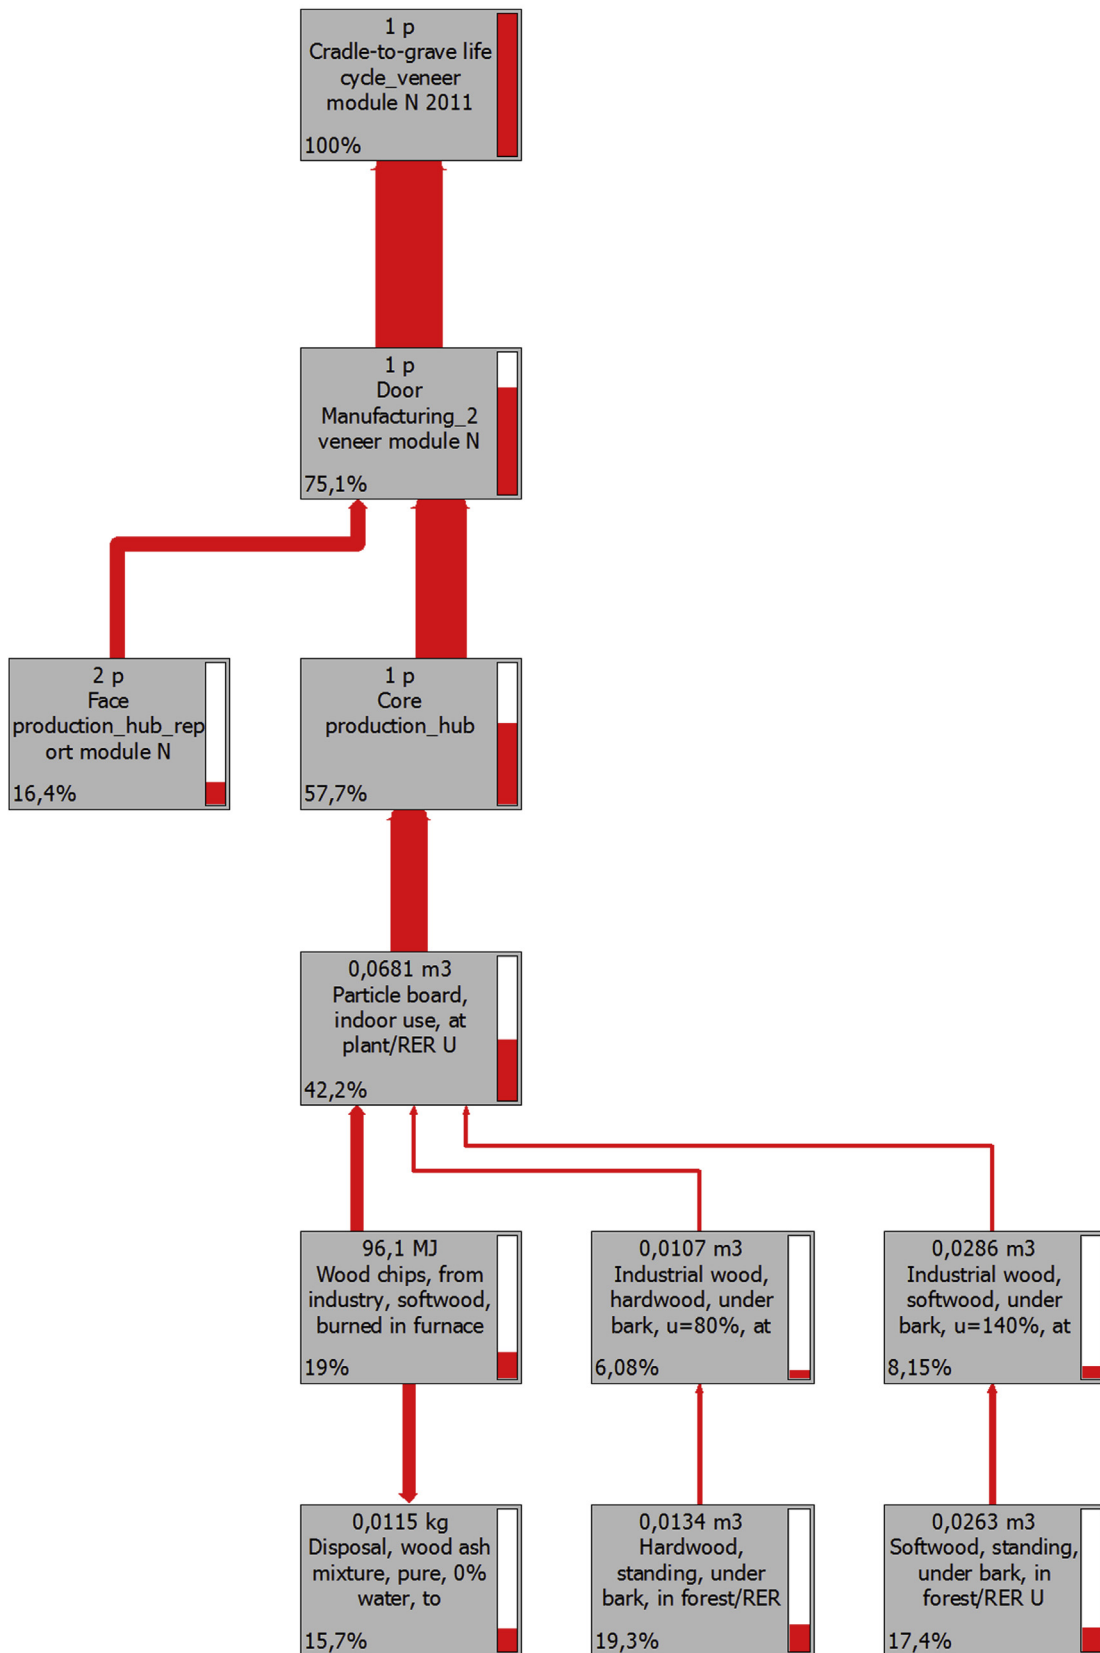 1 p
Cradle-to-grave life
cycle_veneer
module N 2011
100%
1 p
Door
Manufacturing_2
veneer module N
75,1%
2 p
Face
production_hub_rep
ort module N
16,4%
1 p
Core
production_hub
57,7%
0,0681 m3
Particle board,
indoor use, at
plant/RER U
42,2%
96,1 MJ
Wood chips, from
industry, softwood,
burned in furnace
19%
0,0107 m3
Industrial wood,
hardwood, under
bark, u=80%, at
6,08%
0,0286 m3
Industrial wood,
softwood, under
bark, u=140%, at
8,15%
0,0115 kg
Disposal, wood ash
mixture, pure, 0%
water, to
15,7%
0,0134 m3
Hardwood,
standing, under
bark, in forest/RER
19,3%
0,0263 m3
Softwood, standing,
under bark, in
forest/RER U
17,4%